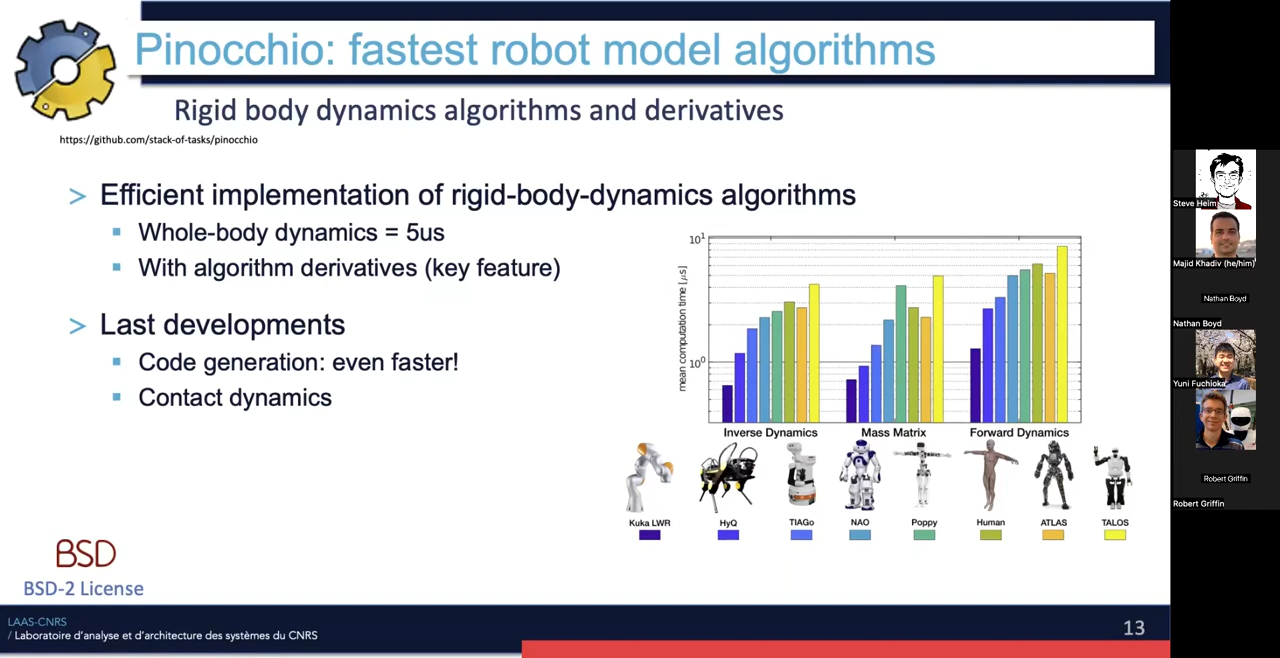 Pinocchio: fastest robot model algorithms
Rigid body dynamics algorithms and derivatives
https://github.com/stack-of-tasks/pinocchio
> Efficient implementation of rigid-body-dynamics algorithms
Whole-body dynamics = 5us
With algorithm derivatives (key feature)
> Last developments
Code generation: even faster!
Contact dynamics
10¹
10⁰
mean computation time [μs]
Inverse Dynamics Mass Matrix Forward Dynamics
Kuka LWR HyQ TIAGo NAO Poppy Human ATLAS TALOS
BSD
BSD-2 License
LAAS-CNRS
/ Laboratoire d'analyse et d'architecture des systèmes du CNRS
13
Steve Heim
Majid Khadiv (he/him)
Nathan Boyd
Nathan Boyd
Yuni Fuchioka
Robert Griffin
Robert Griffin